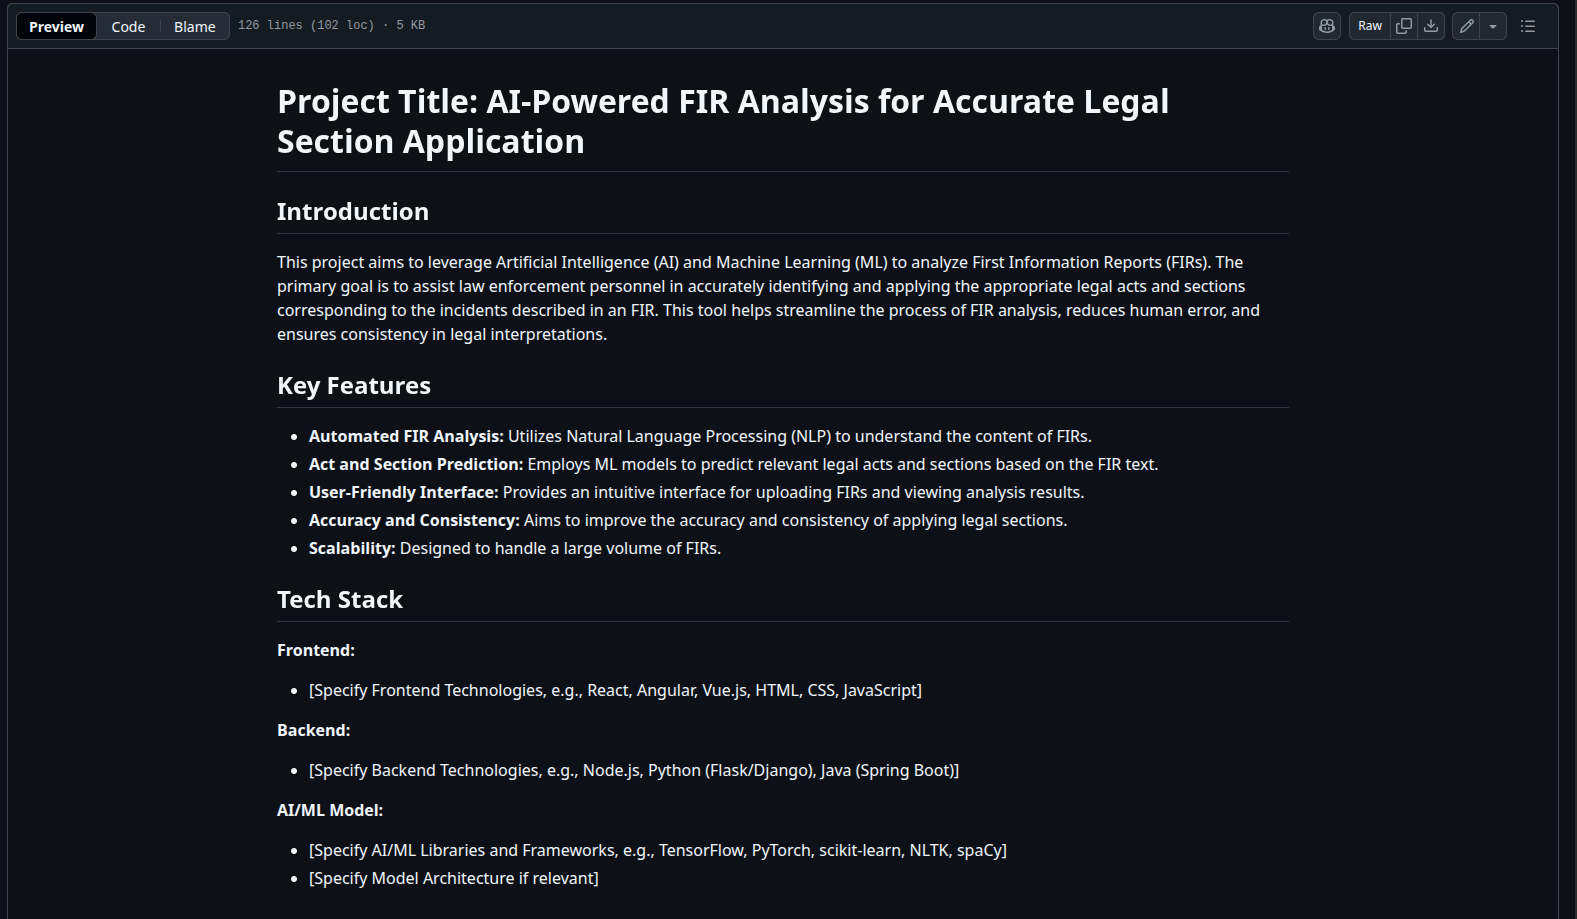 Preview Code Blame 126 lines (102 loc) · 5 KB Raw
Project Title: AI-Powered FIR Analysis for Accurate Legal
Section Application
Introduction
This project aims to leverage Artificial Intelligence (AI) and Machine Learning (ML) to analyze First Information Reports (FIRs). The
primary goal is to assist law enforcement personnel in accurately identifying and applying the appropriate legal acts and sections
corresponding to the incidents described in an FIR. This tool helps streamline the process of FIR analysis, reduces human error, and
ensures consistency in legal interpretations.
Key Features
• Automated FIR Analysis: Utilizes Natural Language Processing (NLP) to understand the content of FIRs.
• Act and Section Prediction: Employs ML models to predict relevant legal acts and sections based on the FIR text.
• User-Friendly Interface: Provides an intuitive interface for uploading FIRs and viewing analysis results.
• Accuracy and Consistency: Aims to improve the accuracy and consistency of applying legal sections.
• Scalability: Designed to handle a large volume of FIRs.
Tech Stack
Frontend:
• [Specify Frontend Technologies, e.g., React, Angular, Vue.js, HTML, CSS, JavaScript]
Backend:
• [Specify Backend Technologies, e.g., Node.js, Python (Flask/Django), Java (Spring Boot)]
AI/ML Model:
• [Specify AI/ML Libraries and Frameworks, e.g., TensorFlow, PyTorch, scikit-learn, NLTK, spaCy]
• [Specify Model Architecture if relevant]